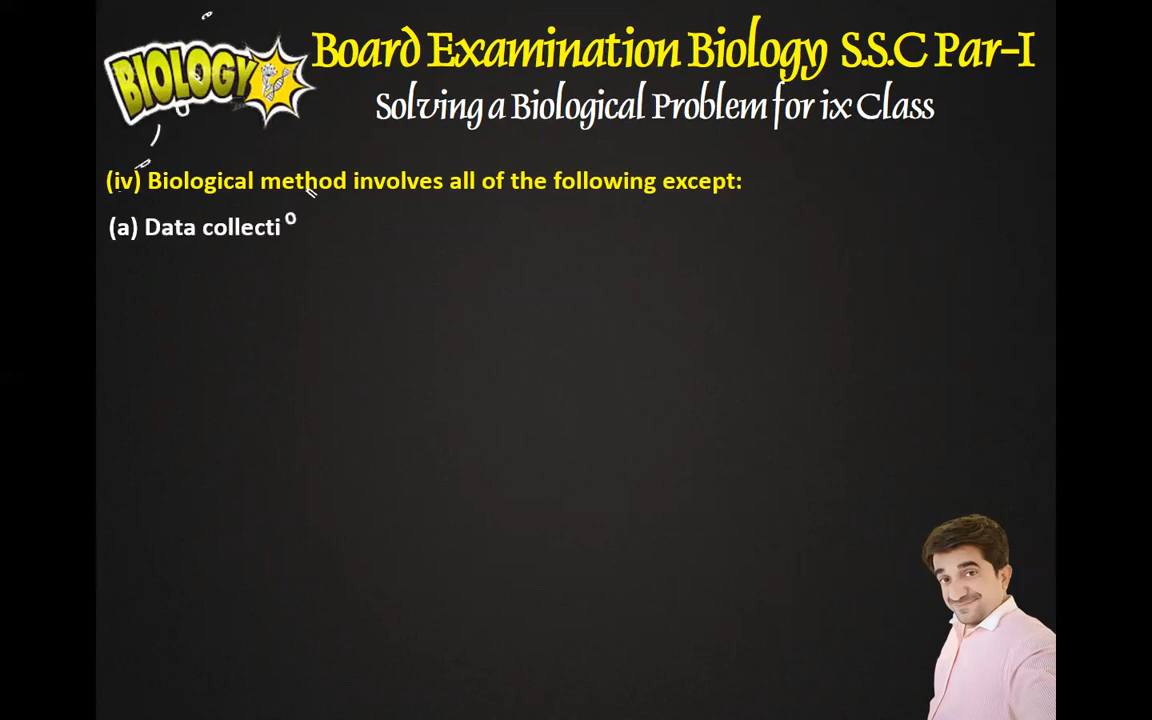 BIOLOGY
Board Examination Biology S.S.C Par-I
Solving a Biological Problem for ix Class
(iv) Biological method involves all of the following except:
(a) Data collectio